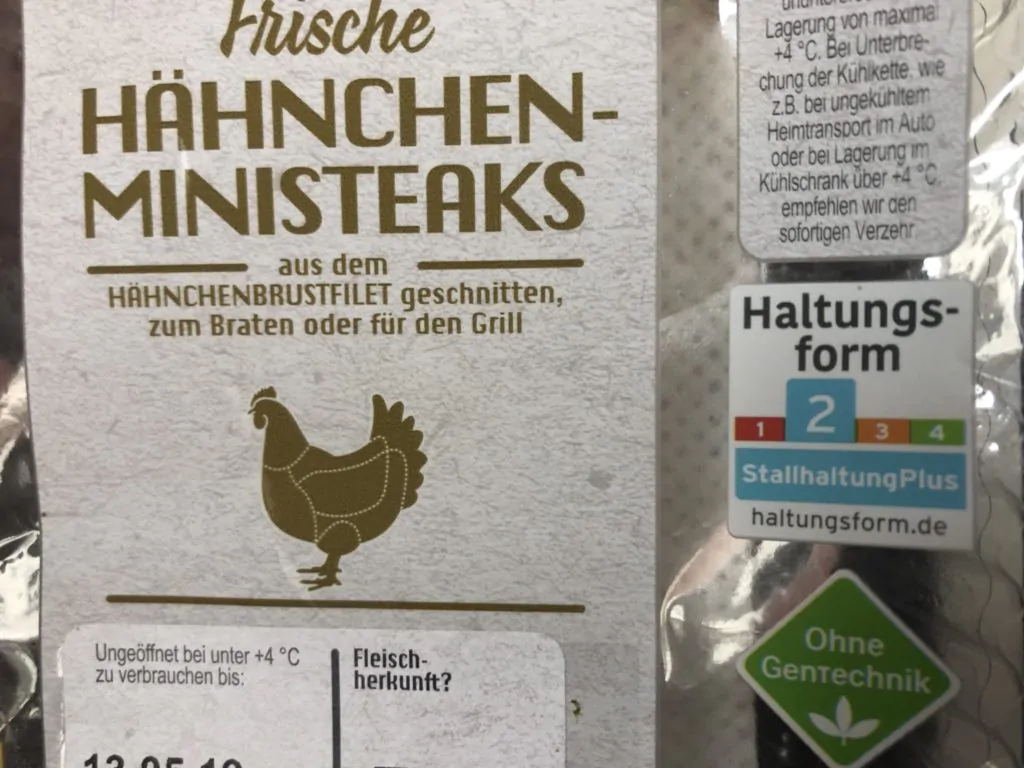 Frische
HÄHNCHEN-
MINISTEAKS
aus dem
HÄHNCHENBRUSTFILET geschnitten,
zum Braten oder für den Grill
Ungeöffnet bei unter +4 °C
zu verbrauchen bis:
Fleisch-
herkunft?
Lagerung von maximal
+4 °C. Bei Unterbre-
chung der Kühlkette, wie
z.B. bei ungekühltem
Heimtransport im Auto
oder bei Lagerung im
Kühlschrank über +4 °C,
empfehlen wir den
sofortigen Verzehr.
Haltungs-
form
1 2 3 4
StallhaltungPlus
haltungsform.de
Ohne
GenTechnik